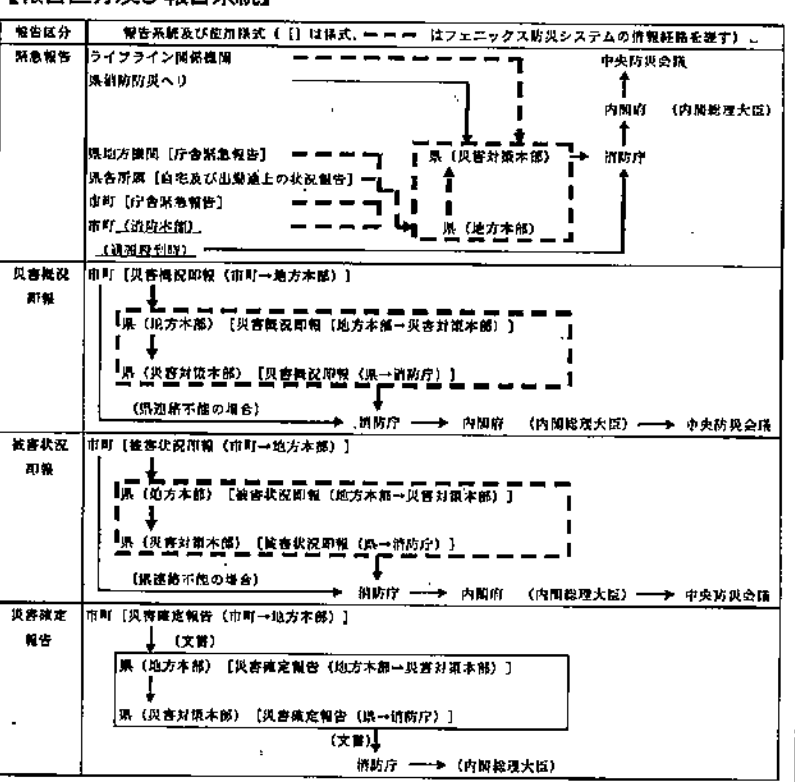 【報告区分及び報告系統】
報告区分 報告系統及び使用様式（［］は様式、－－－ はフェニックス防災システムの情報経路を表す）
緊急報告 ライフライン関係機関 中央防災会議
県消防防災ヘリ
内閣府 （内閣総理大臣）
県地方機関［庁舎緊急報告］ 県（災害対策本部） → 消防庁
県各所属［自宅及び出勤途上の状況報告］
市町［庁舎緊急報告］
市町（消防本部） 県（地方本部）
（通報殺到時）
災害概況 市町［災害概況即報（市町→地方本部）］
即報
県（地方本部）［災害概況即報（地方本部→災害対策本部）］
県（災害対策本部）［災害概況即報（県→消防庁）］
（県連絡不能の場合）
消防庁 → 内閣府 （内閣総理大臣） → 中央防災会議
被害状況 市町［被害状況即報（市町→地方本部）］
即報
県（地方本部）［被害状況即報（地方本部→災害対策本部）］
県（災害対策本部）［被害状況即報（県→消防庁）］
（県連絡不能の場合）
消防庁 → 内閣府 （内閣総理大臣） → 中央防災会議
災害確定 市町［災害確定報告（市町→地方本部）］
報告 （文書）
県（地方本部）［災害確定報告（地方本部→災害対策本部）］
県（災害対策本部）［災害確定報告（県→消防庁）］
（文書）
消防庁 → （内閣総理大臣）